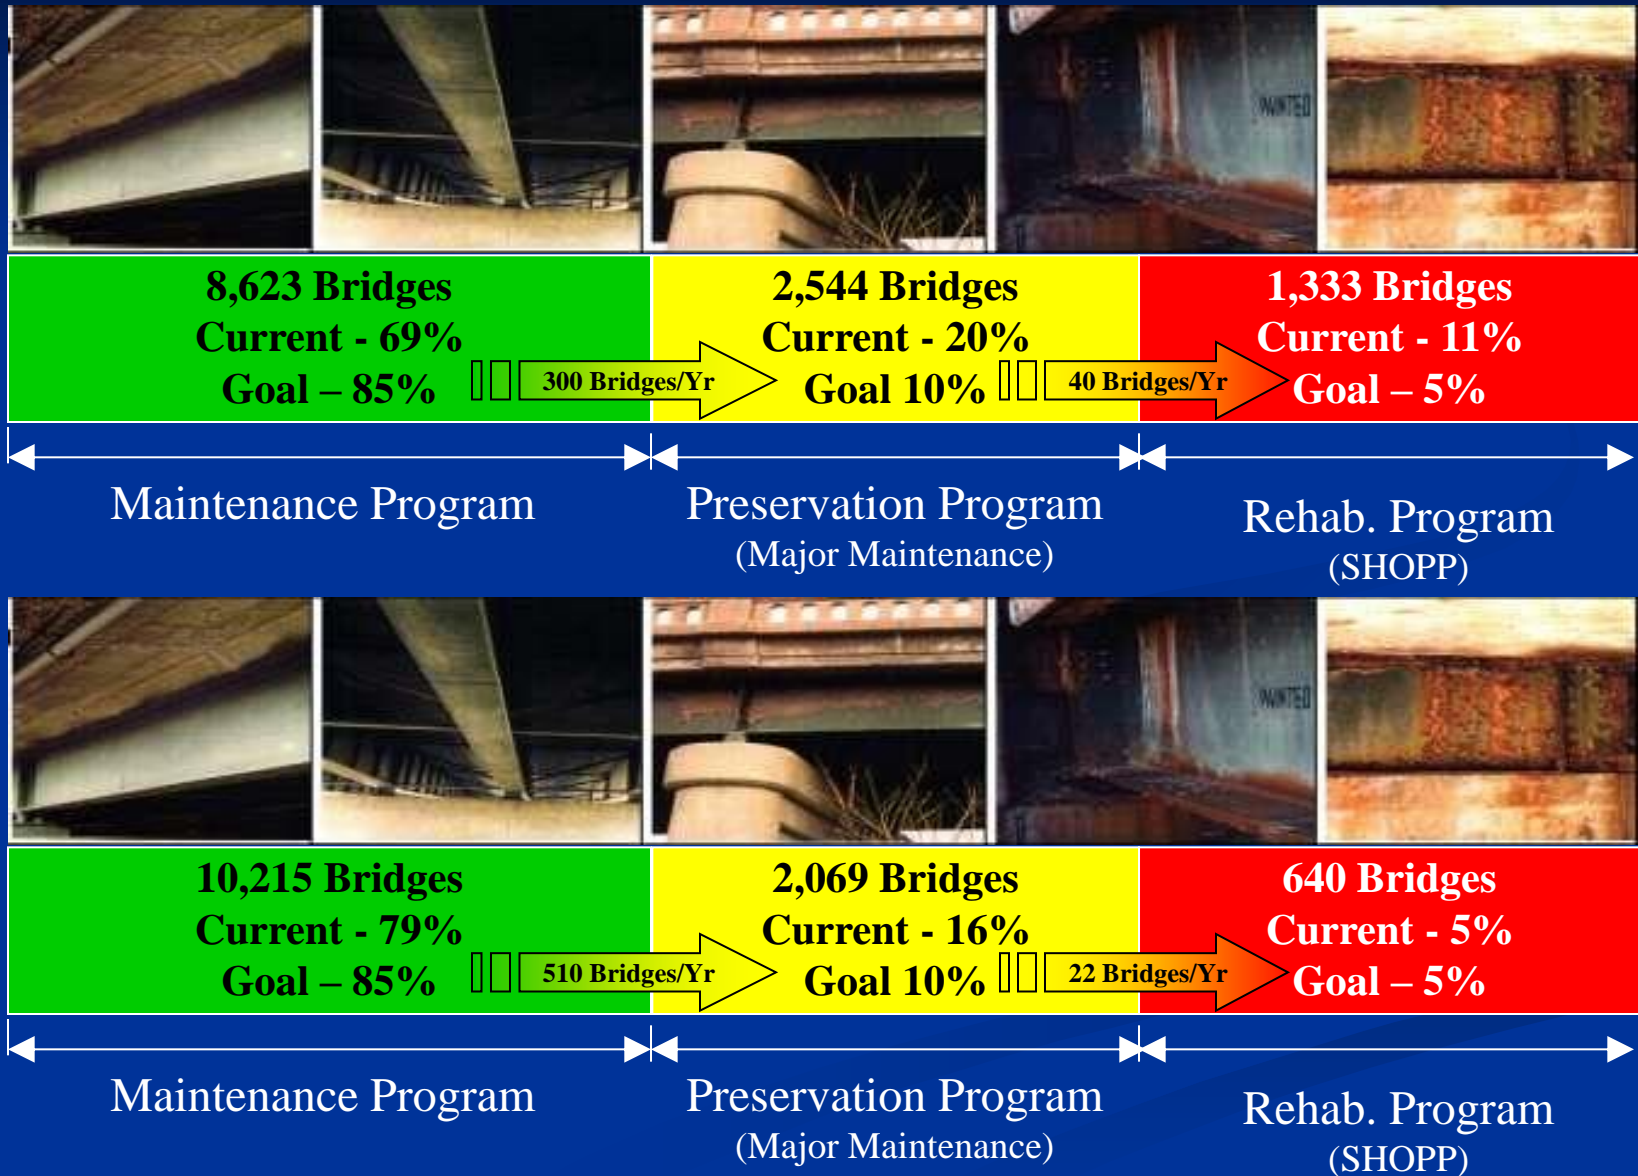 PAINTED
8,623 Bridges
Current - 69%
Goal – 85%
300 Bridges/Yr
2,544 Bridges
Current - 20%
Goal 10%
40 Bridges/Yr
1,333 Bridges
Current - 11%
Goal – 5%
Maintenance Program
Preservation Program
(Major Maintenance)
Rehab. Program
(SHOPP)
PAINTED
10,215 Bridges
Current - 79%
Goal – 85%
510 Bridges/Yr
2,069 Bridges
Current - 16%
Goal 10%
22 Bridges/Yr
640 Bridges
Current - 5%
Goal – 5%
Maintenance Program
Preservation Program
(Major Maintenance)
Rehab. Program
(SHOPP)